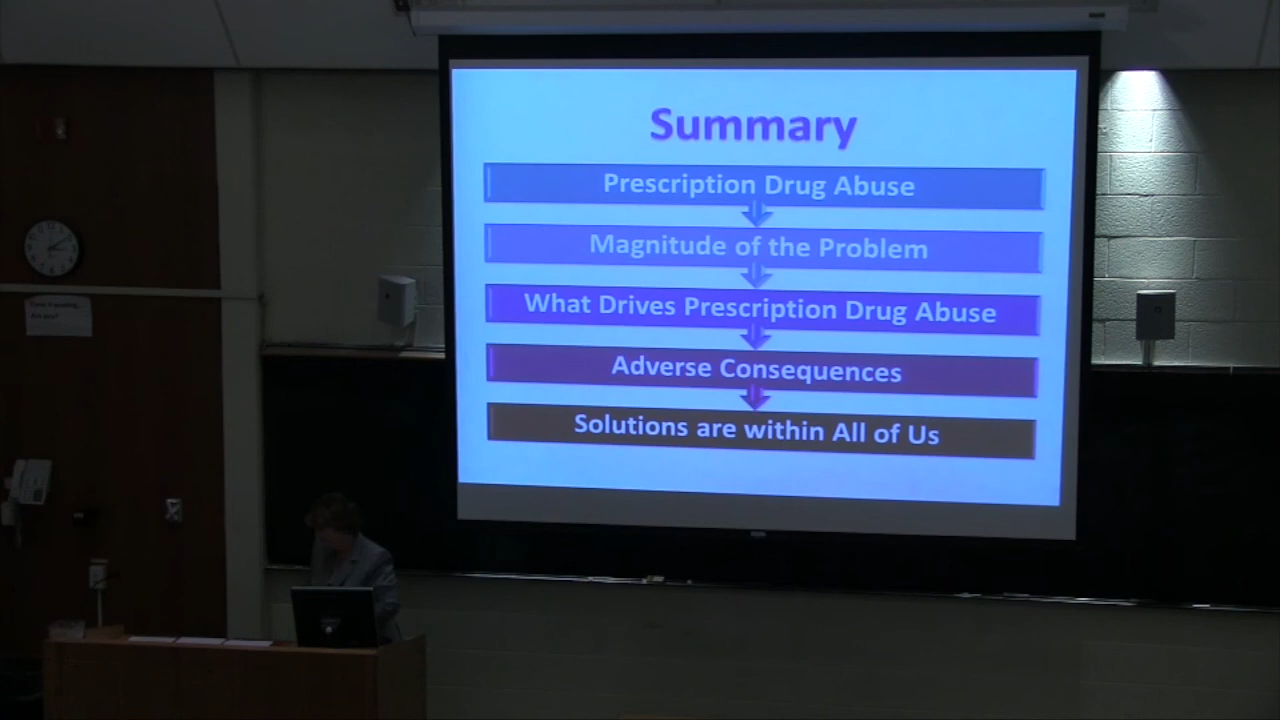 Summary
Prescription Drug Abuse
Magnitude of the Problem
What Drives Prescription Drug Abuse
Adverse Consequences
Solutions are within All of Us